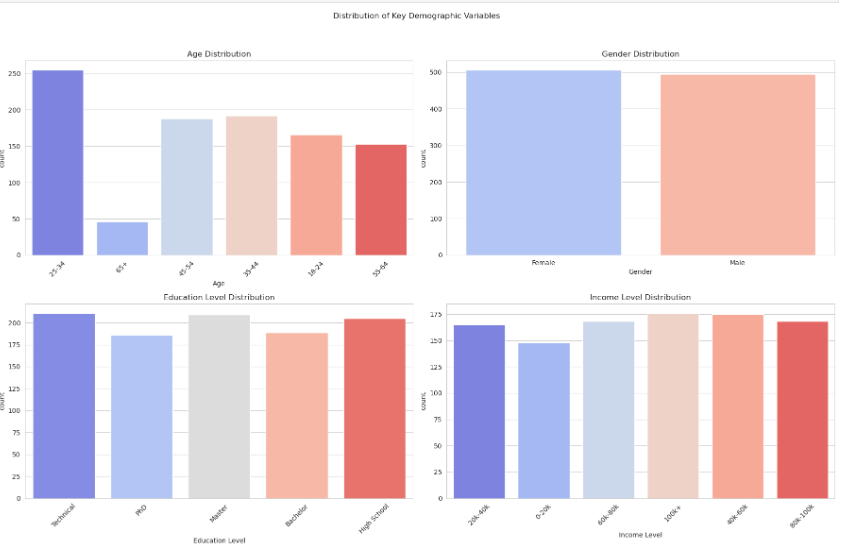 Distribution of Key Demographic Variables
Age Distribution
250
200
150
100
50
0
count
25-34
65+
45-54
35-44
18-24
55-64
Age
Gender Distribution
500
400
300
200
100
0
count
Female
Male
Gender
Education Level Distribution
200
175
150
125
100
75
50
25
0
count
Technical
PhD
Master
Bachelor
High School
Education Level
Income Level Distribution
175
150
125
100
75
50
25
0
count
20k-40k
0-20k
60k-80k
100k+
40k-60k
80k-100k
Income Level